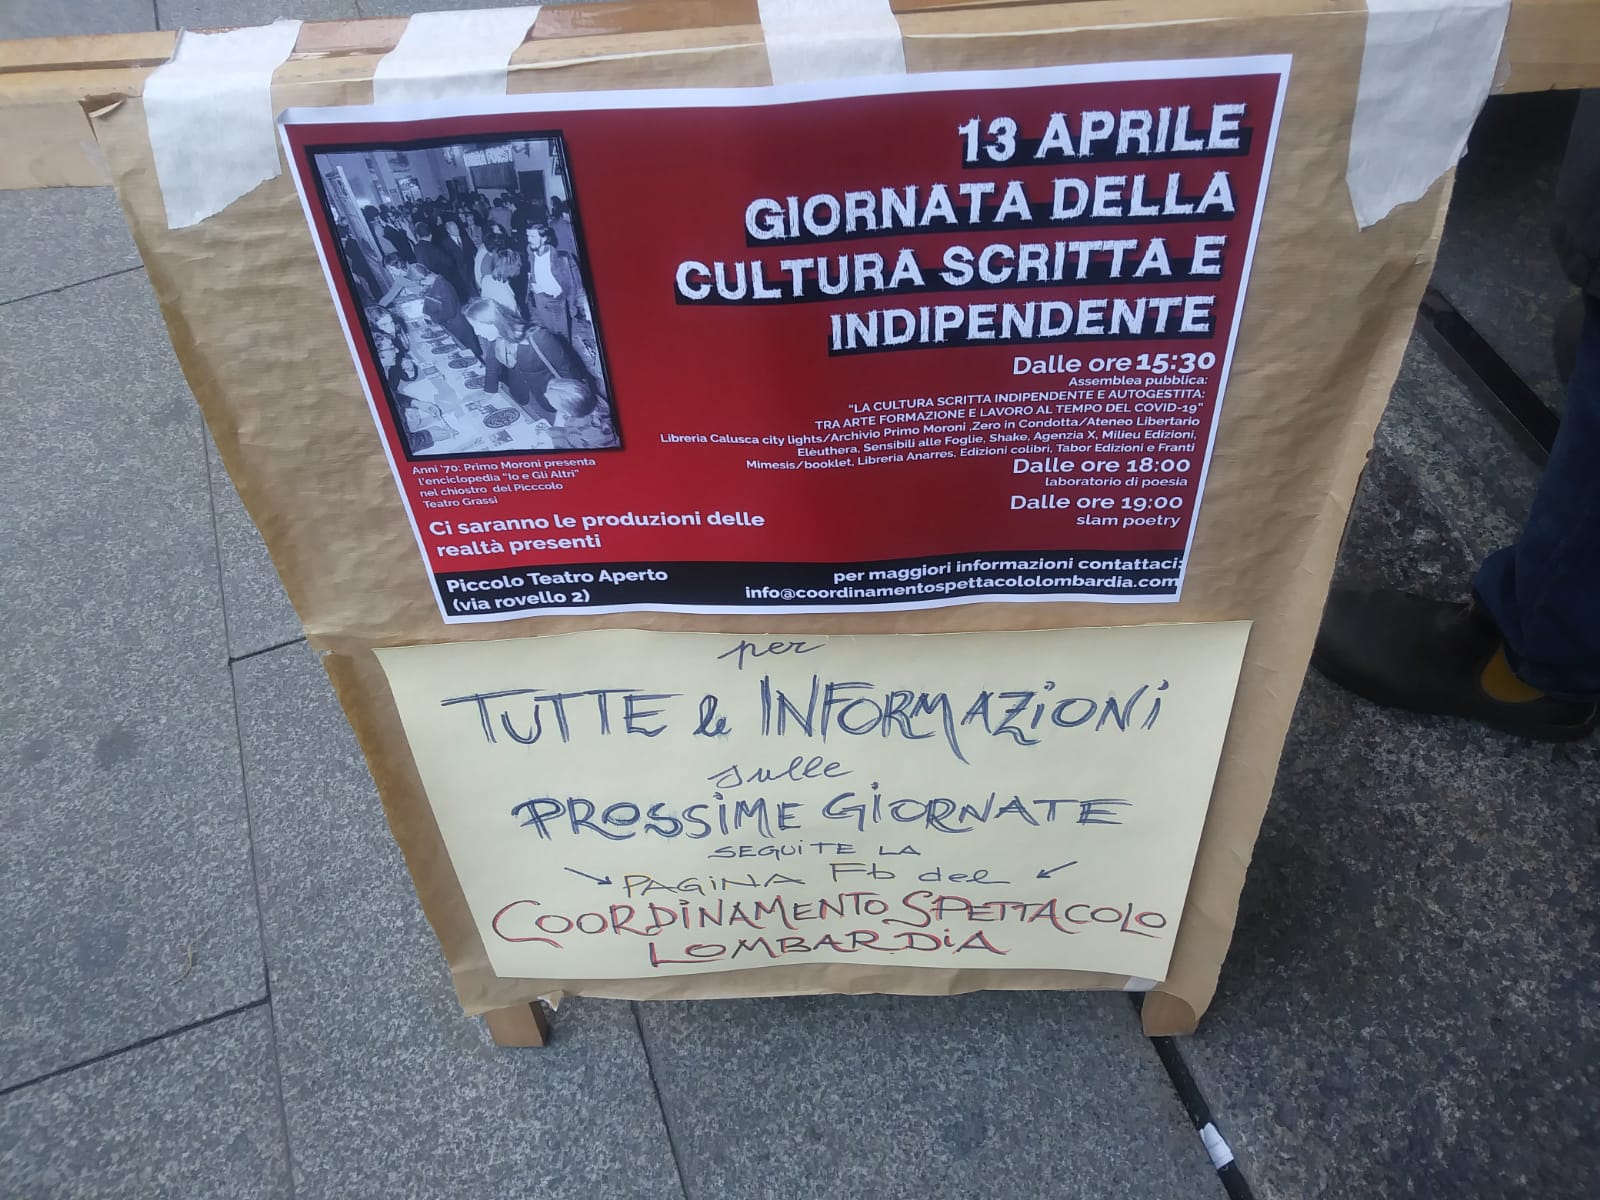 13 APRILE
GIORNATA DELLA
CULTURA SCRITTA E
INDIPENDENTE
Dalle ore 15:30
Assemblea pubblica:
"LA CULTURA SCRITTA INDIPENDENTE E AUTOGESTITA:
TRA ARTE FORMAZIONE E LAVORO AL TEMPO DEL COVID-19"
Libreria Calusca city lights/Archivio Primo Moroni ,Zero in Condotta/Ateneo Libertario
Elèuthera, Sensibili alle Foglie, Shake, Agenzia X, Milieu Edizioni,
Mimesis/booklet, Libreria Anarres, Edizioni colibri, Tabor Edizioni e Franti
Dalle ore 18:00
laboratorio di poesia
Dalle ore 19:00
slam poetry
Anni '70: Primo Moroni presenta
l'enciclopedia "Io e Gli Altri"
nel chiostro del Picccolo
Teatro Grassi
Ci saranno le produzioni delle
realtà presenti
Piccolo Teatro Aperto
(via rovello 2)
per maggiori informazioni contattaci:
info@coordinamentospettacololombardia.com
per
TUTTE le INFORMAZIONI
sulle
PROSSIME GIORNATE
SEGUITE LA
PAGINA Fb del
COORDINAMENTO SPETTACOLO
LOMBARDIA